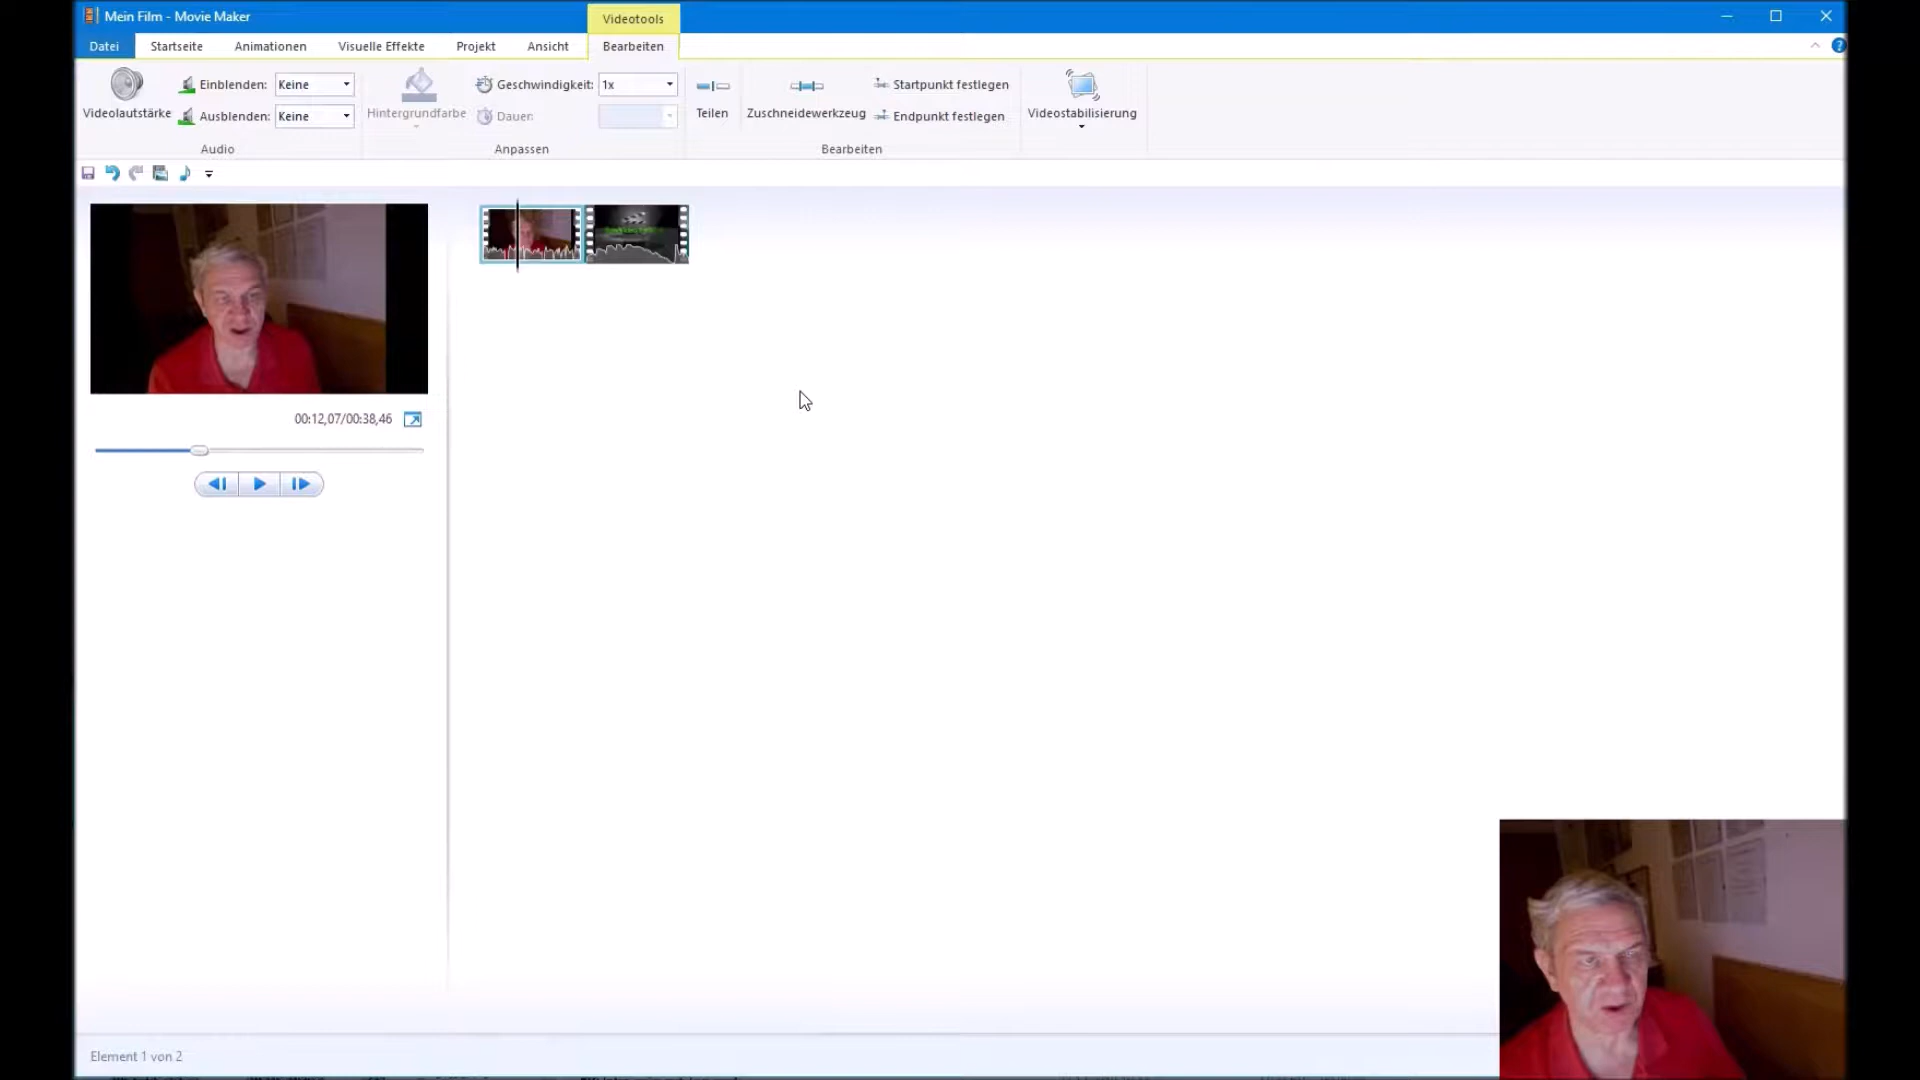 Mein Film - Movie Maker
Videotools
Datei
Startseite
Animationen
Visuelle Effekte
Projekt
Ansicht
Bearbeiten
Videolautstärke
Einblenden: Keine
Ausblenden: Keine
Audio
Hintergrundfarbe
Geschwindigkeit: 1x
Dauer:
Anpassen
Teilen
Zuschneidewerkzeug
Startpunkt festlegen
Endpunkt festlegen
Bearbeiten
Videostabilisierung
00:12,07/00:38,46
Element 1 von 2